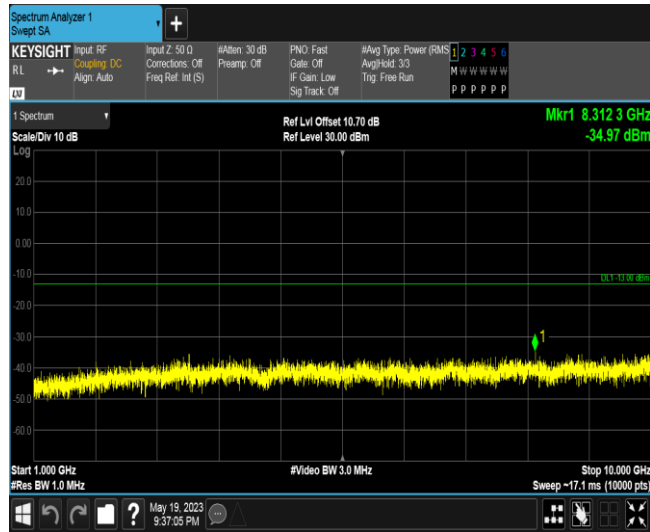 Spectrum Analyzer 1
Swept SA
KEYSIGHT
RL
LXI
Input: RF
Coupling: DC
Align: Auto
Input Z: 50 Ω
Corrections: Off
Freq Ref: Int (S)
#Atten: 30 dB
Preamp: Off
PNO: Fast
Gate: Off
IF Gain: Low
Sig Track: Off
#Avg Type: Power (RMS
Avg|Hold: 3/3
Trig: Free Run
1 2 3 4 5 6
M W W W W W
P P P P P P
1 Spectrum
Scale/Div 10 dB
Ref Lvl Offset 10.70 dB
Ref Level 30.00 dBm
Mkr1 8.312 3 GHz
-34.97 dBm
Log
20.0
10.0
0.00
-10.0
DL1 -13.00 dBm
-20.0
-30.0
1
-40.0
-50.0
-60.0
Start 1.000 GHz
#Video BW 3.0 MHz
Stop 10.000 GHz
#Res BW 1.0 MHz
Sweep ~17.1 ms (10000 pts)
May 19, 2023
9:37:05 PM